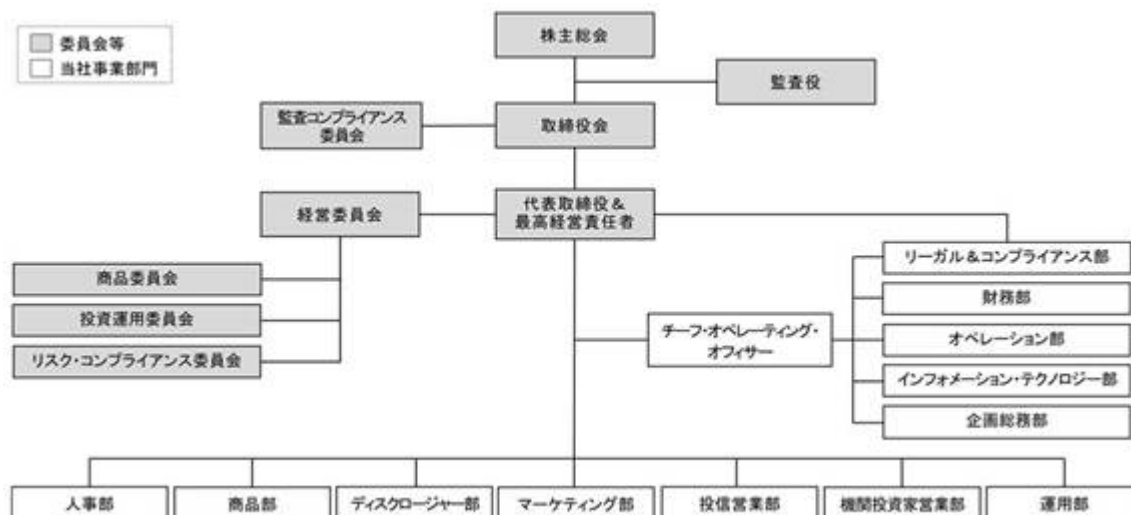 委員会等
当社事業部門
株主総会
監査役
監査コンプライアンス
委員会
取締役会
経営委員会
代表取締役＆
最高経営責任者
商品委員会
投資運用委員会
リスク・コンプライアンス委員会
チーフ・オペレーティング・
オフィサー
リーガル＆コンプライアンス部
財務部
オペレーション部
インフォメーション・テクノロジー部
企画総務部
人事部
商品部
ディスクロージャー部
マーケティング部
投信営業部
機関投資家営業部
運用部